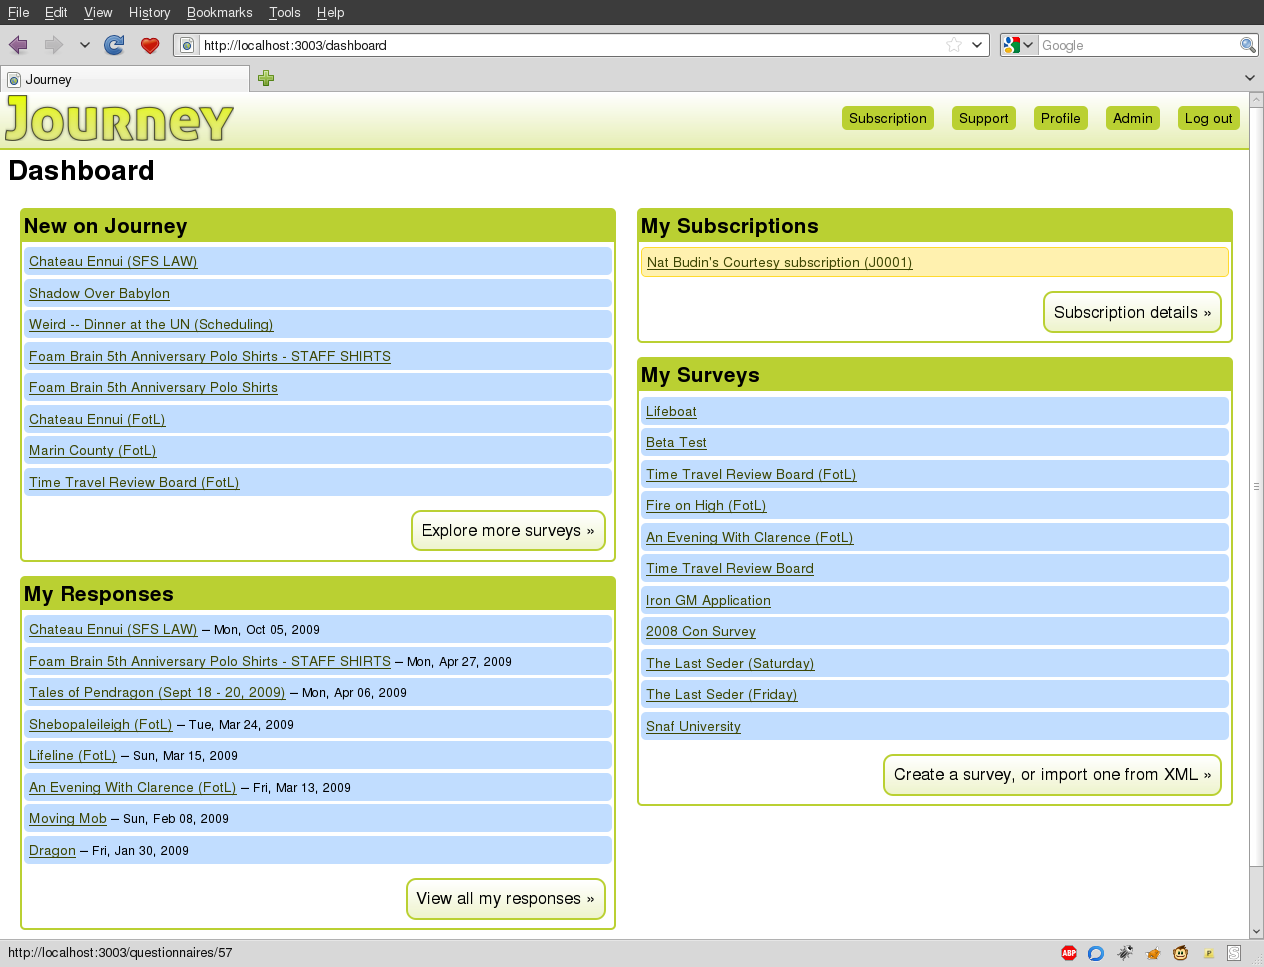 File Edit View History Bookmarks Tools Help
http://localhost:3003/dashboard
Google
Journey
Journey
Subscription Support Profile Admin Log out
Dashboard
New on Journey
Chateau Ennui (SFS LAW)
Shadow Over Babylon
Weird -- Dinner at the UN (Scheduling)
Foam Brain 5th Anniversary Polo Shirts - STAFF SHIRTS
Foam Brain 5th Anniversary Polo Shirts
Chateau Ennui (FotL)
Marin County (FotL)
Time Travel Review Board (FotL)
Explore more surveys »
My Responses
Chateau Ennui (SFS LAW) – Mon, Oct 05, 2009
Foam Brain 5th Anniversary Polo Shirts - STAFF SHIRTS – Mon, Apr 27, 2009
Tales of Pendragon (Sept 18 - 20, 2009) – Mon, Apr 06, 2009
Shebopaleileigh (FotL) – Tue, Mar 24, 2009
Lifeline (FotL) – Sun, Mar 15, 2009
An Evening With Clarence (FotL) – Fri, Mar 13, 2009
Moving Mob – Sun, Feb 08, 2009
Dragon – Fri, Jan 30, 2009
View all my responses »
My Subscriptions
Nat Budin's Courtesy subscription (J0001)
Subscription details »
My Surveys
Lifeboat
Beta Test
Time Travel Review Board (FotL)
Fire on High (FotL)
An Evening With Clarence (FotL)
Time Travel Review Board
Iron GM Application
2008 Con Survey
The Last Seder (Saturday)
The Last Seder (Friday)
Snaf University
Create a survey, or import one from XML »
http://localhost:3003/questionnaires/57
ABP
P
S